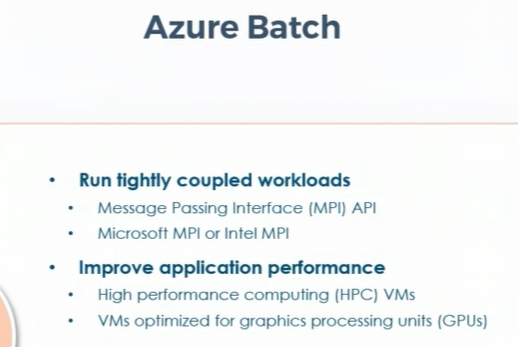 Azure Batch
• Run tightly coupled workloads
• Message Passing Interface (MPI) API
• Microsoft MPI or Intel MPI
• Improve application performance
• High performance computing (HPC) VMs
• VMs optimized for graphics processing units (GPUs)